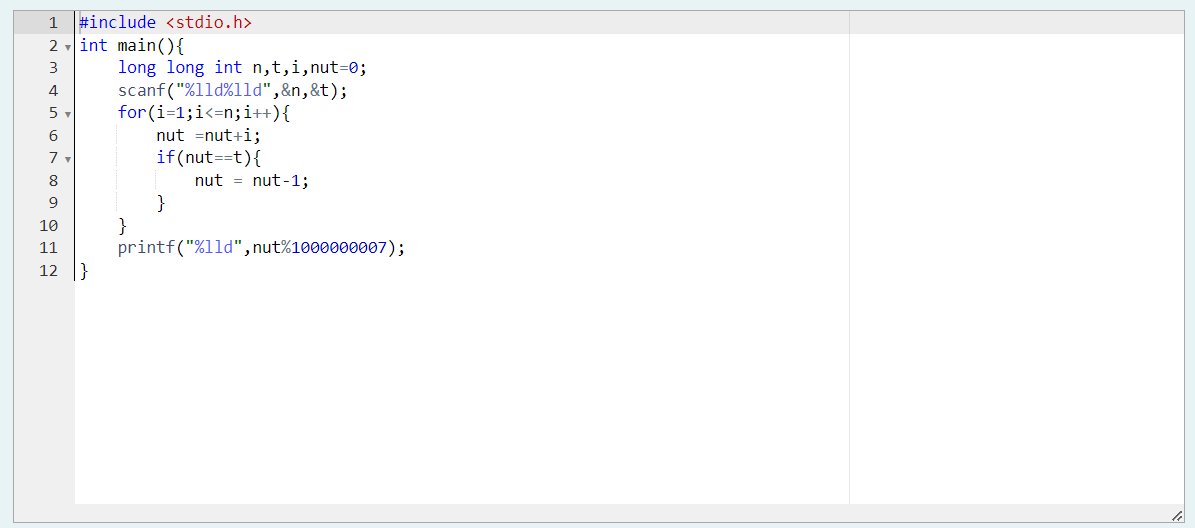 1 #include <stdio.h>
2 int main(){
3     long long int n,t,i,nut=0;
4     scanf("%lld%lld",&n,&t);
5     for(i=1;i<=n;i++){
6         nut =nut+i;
7         if(nut==t){
8             nut = nut-1;
9         }
10     }
11     printf("%lld",nut%1000000007);
12 }